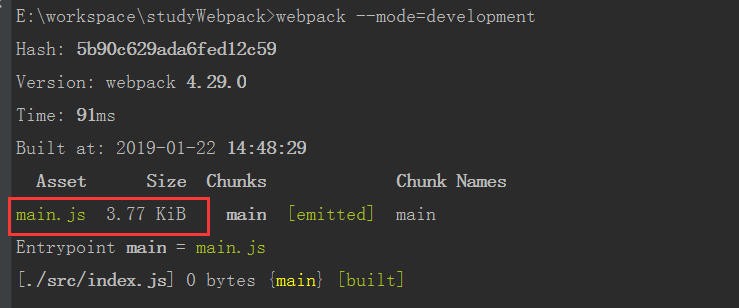 E:\workspace\studyWebpack>webpack --mode=development
Hash: 5b90c629ada6fed12c59
Version: webpack 4.29.0
Time: 91ms
Built at: 2019-01-22 14:48:29
Asset Size Chunks Chunk Names
main.js 3.77 KiB main [emitted] main
Entrypoint main = main.js
[./src/index.js] 0 bytes {main} [built]